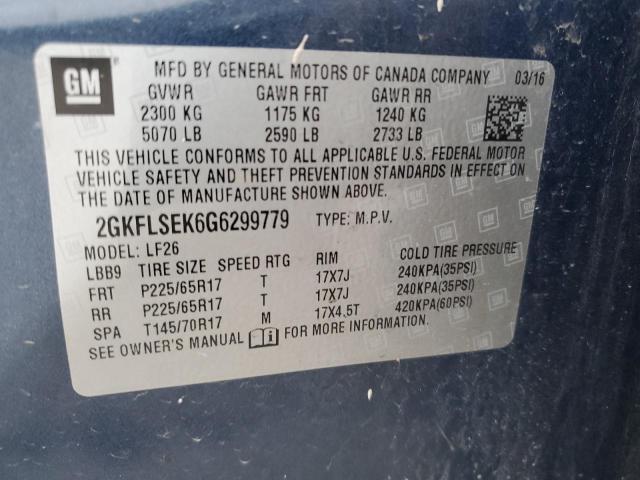 GM
MFD BY GENERAL MOTORS OF CANADA COMPANY 03/16
GVWR GAWR FRT GAWR RR
2300 KG 1175 KG 1240 KG
5070 LB 2590 LB 2733 LB
THIS VEHICLE CONFORMS TO ALL APPLICABLE U.S. FEDERAL MOTOR
VEHICLE SAFETY AND THEFT PREVENTION STANDARDS IN EFFECT ON
THE DATE OF MANUFACTURE SHOWN ABOVE.
2GKFLSEK6G6299779 TYPE: M.P.V.
MODEL: LF26
LBB9 TIRE SIZE SPEED RTG RIM COLD TIRE PRESSURE
FRT P225/65R17 T 17X7J 240KPA(35PSI)
RR P225/65R17 T 17X7J 240KPA(35PSI)
SPA T145/70R17 M 17X4.5T 420KPA(60PSI)
SEE OWNER'S MANUAL FOR MORE INFORMATION.